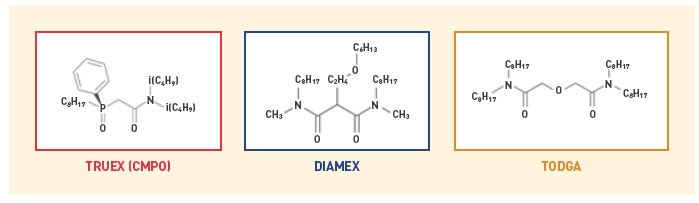 C₈H₁₇
P
O
O
N
i(C₄H₉)
i(C₄H₉)
TRUEX (CMPO)
C₆H₁₃
O
C₈H₁₇
C₂H₄
C₈H₁₇
N
N
CH₃
CH₃
O
O
DIAMEX
C₈H₁₇
C₈H₁₇
N
O
N
C₈H₁₇
C₈H₁₇
O
O
TODGA